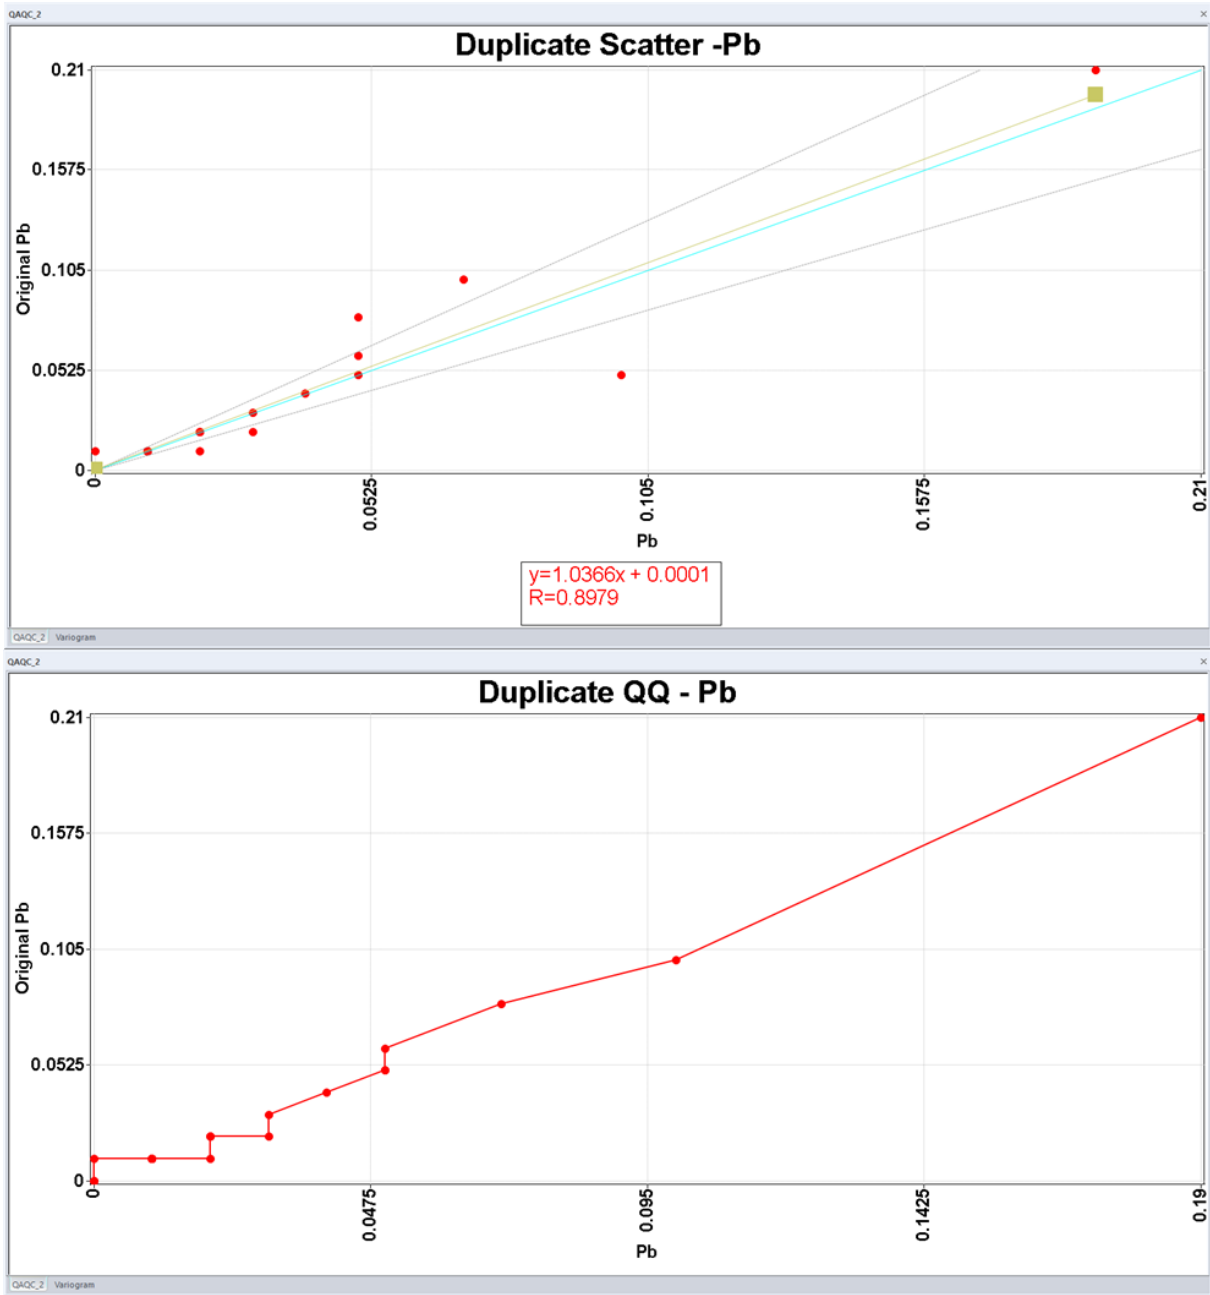 QAQC_2
Duplicate Scatter -Pb
0.21
0.1575
0.105
0.0525
0
Original Pb
0
0.0525
0.105
0.1575
0.21
Pb
y=1.0366x + 0.0001
R=0.8979
QAQC_2 Variogram
QAQC_2
Duplicate QQ - Pb
0.21
0.1575
0.105
0.0525
0
Original Pb
0
0.0475
0.095
0.1425
0.19
Pb
QAQC_2 Variogram